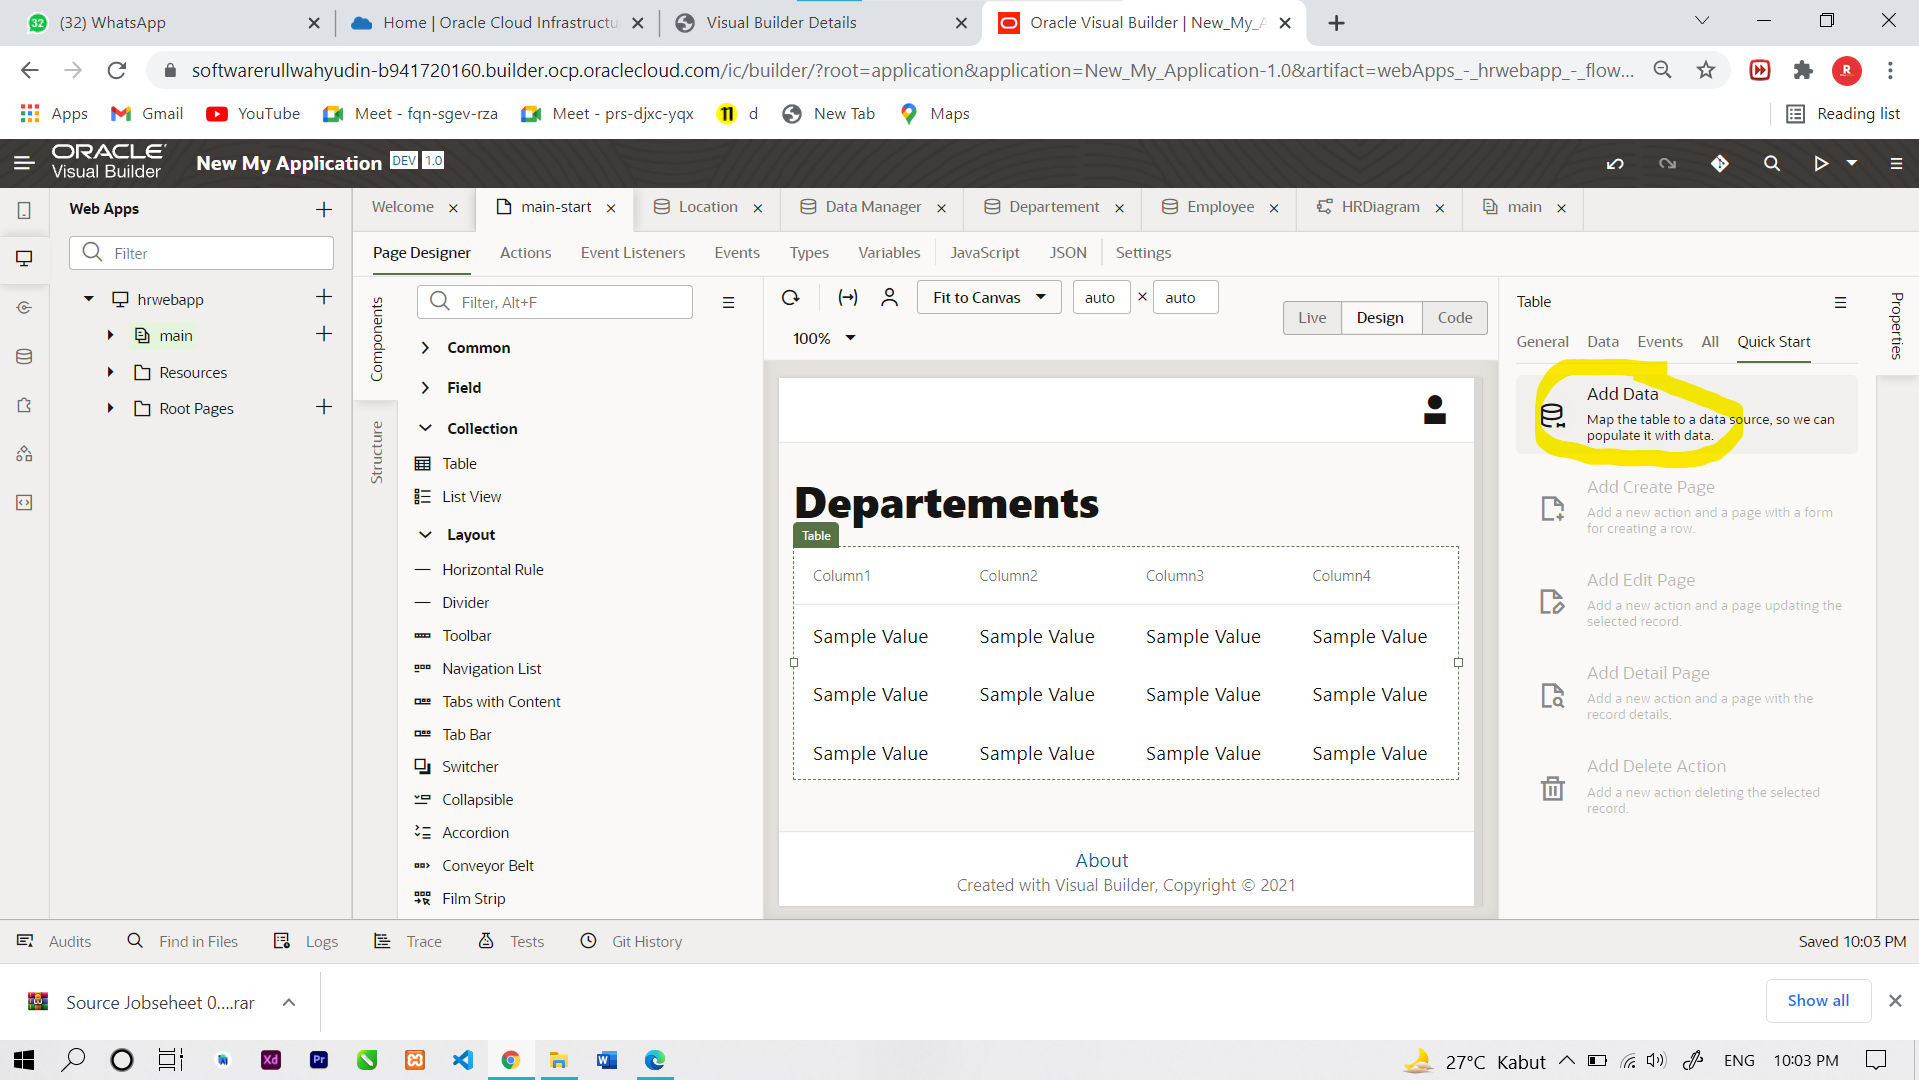 (32) WhatsApp
Home | Oracle Cloud Infrastructu
Visual Builder Details
Oracle Visual Builder | New_My_A
softwarerullwahyudin-b941720160.builder.ocp.oraclecloud.com/ic/builder/?root=application&application=New_My_Application-1.0&artifact=webApps_-_hrwebapp_-_flow...
R
Apps
Gmail
YouTube
Meet - fqn-sgev-rza
Meet - prs-djxc-yqx
d
New Tab
Maps
Reading list
ORACLE
Visual Builder
New My Application
DEV
1.0
Web Apps
Filter
hrwebapp
main
Resources
Root Pages
Welcome
main-start
Location
Data Manager
Departement
Employee
HRDiagram
main
Page Designer
Actions
Event Listeners
Events
Types
Variables
JavaScript
JSON
Settings
Components
Structure
Filter, Alt+F
Common
Field
Collection
Table
List View
Layout
Horizontal Rule
Divider
Toolbar
Navigation List
Tabs with Content
Tab Bar
Switcher
Collapsible
Accordion
Conveyor Belt
Film Strip
Fit to Canvas
auto × auto
Live
Design
Code
100%
Departements
Table
Column1 Column2 Column3 Column4
Sample Value Sample Value Sample Value Sample Value
Sample Value Sample Value Sample Value Sample Value
Sample Value Sample Value Sample Value Sample Value
About
Created with Visual Builder, Copyright © 2021
Table
Properties
General
Data
Events
All
Quick Start
Add Data
Map the table to a data source, so we can
populate it with data.
Add Create Page
Add a new action and a page with a form
for creating a row.
Add Edit Page
Add a new action and a page updating the
selected record.
Add Detail Page
Add a new action and a page with the
record details.
Add Delete Action
Add a new action deleting the selected
record.
Audits
Find in Files
Logs
Trace
Tests
Git History
Saved 10:03 PM
Source Jobseheet 0....rar
Show all
Xd
Pr
27°C Kabut
ENG
10:03 PM